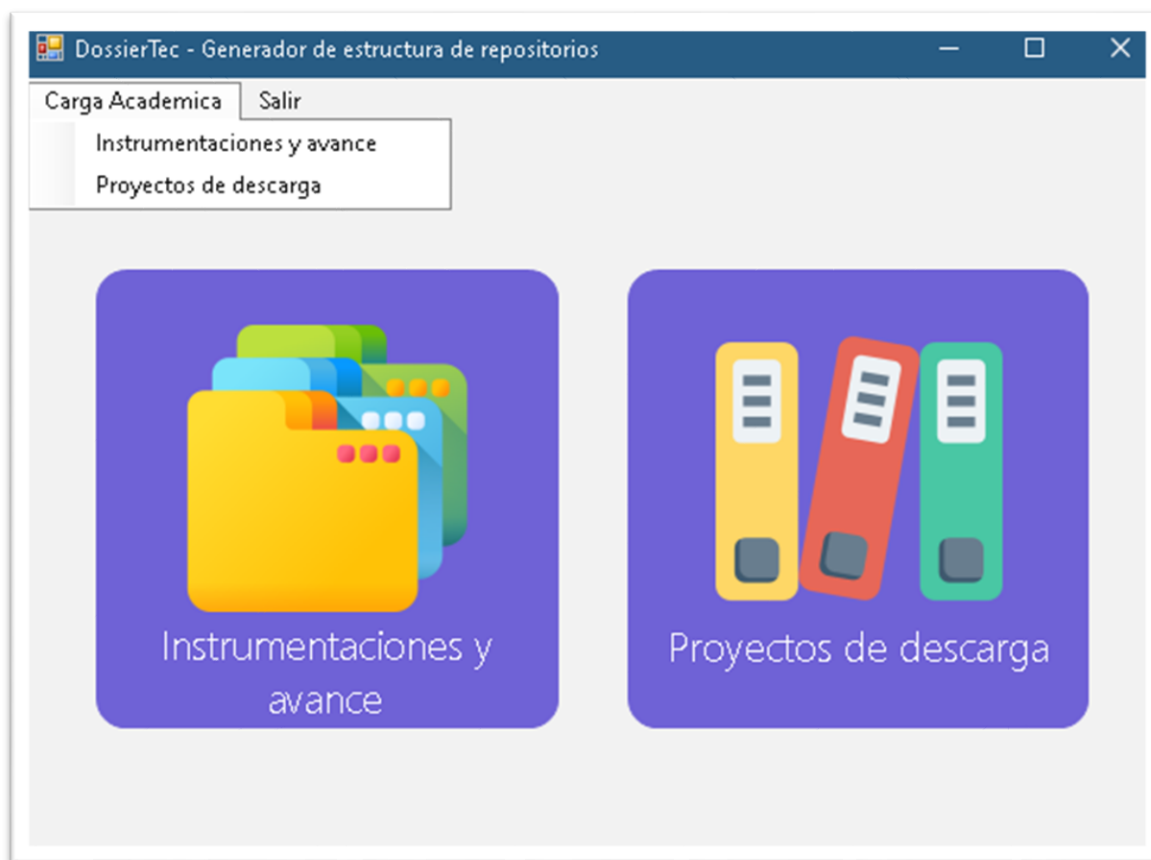 DossierTec - Generador de estructura de repositorios
Carga Academica Salir
Instrumentaciones y avance
Proyectos de descarga
Instrumentaciones y
avance
Proyectos de descarga